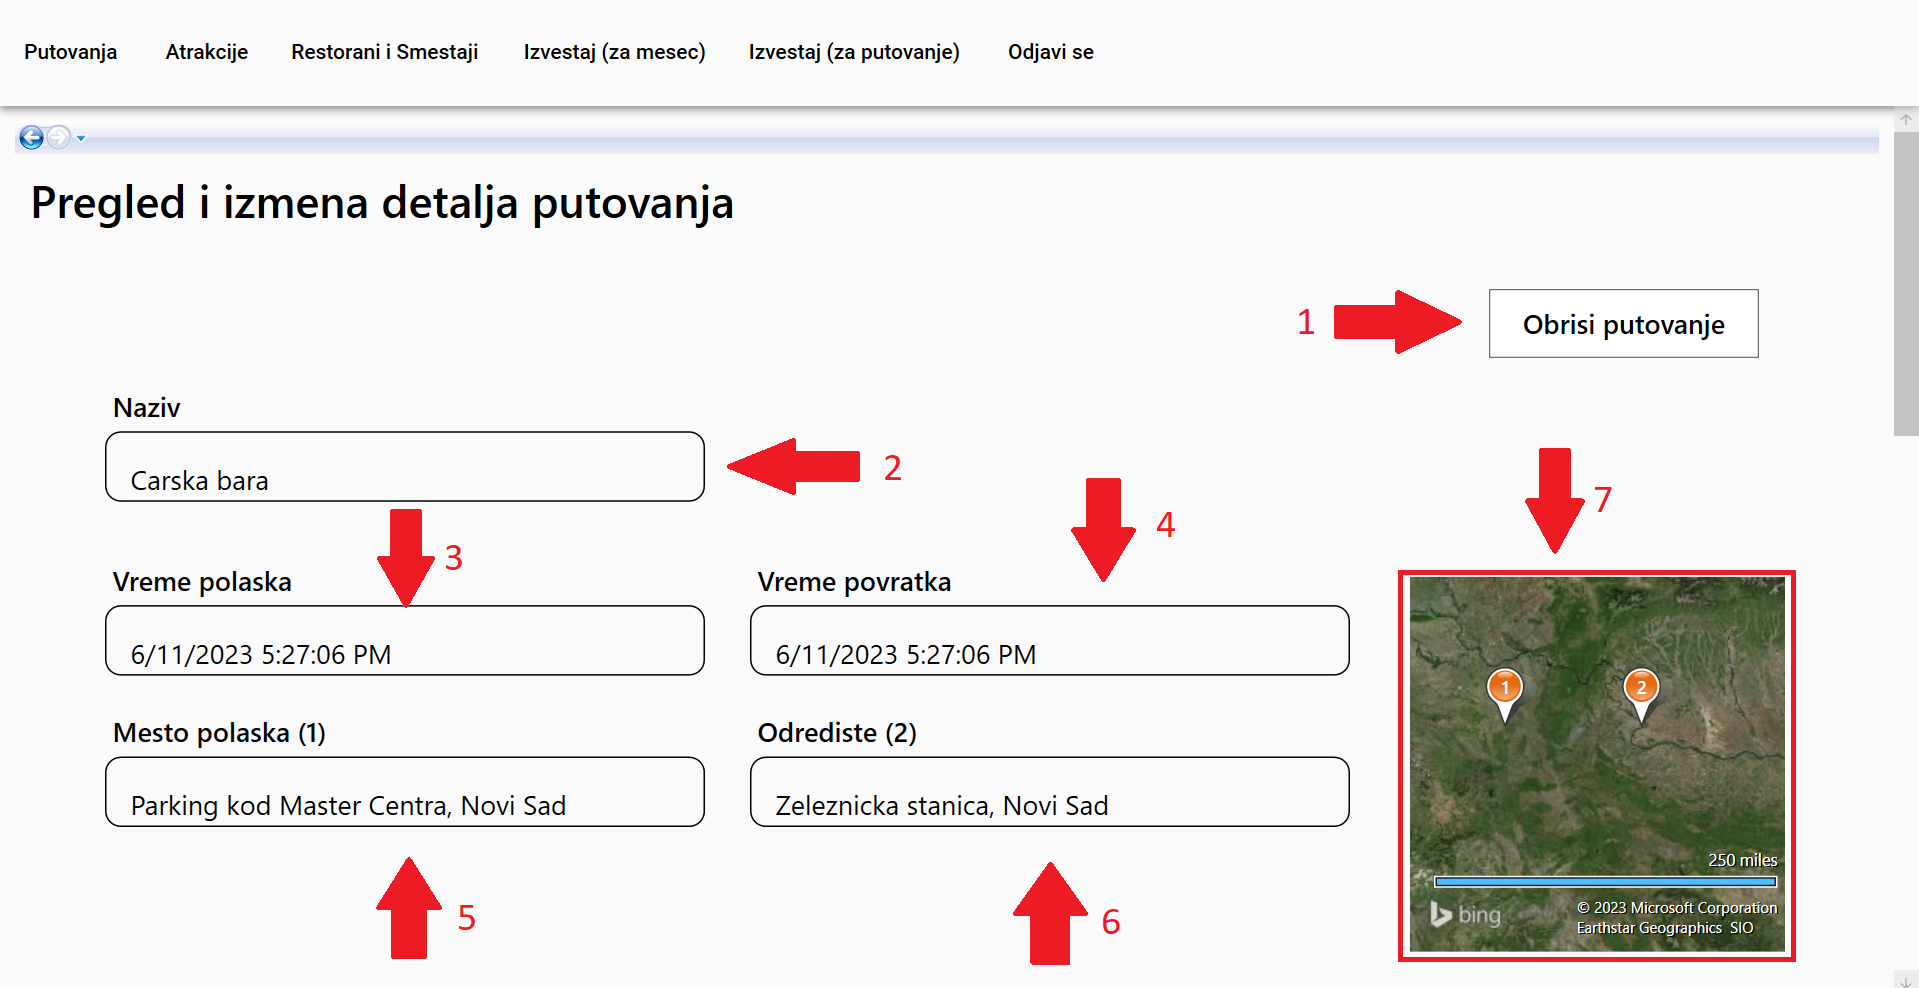 Putovanja Atrakcije Restorani i Smestaji Izvestaj (za mesec) Izvestaj (za putovanje) Odjavi se
Pregled i izmena detalja putovanja
1 Obrisi putovanje
Naziv
Carska bara
2
3
4
7
Vreme polaska Vreme povratka
6/11/2023 5:27:06 PM 6/11/2023 5:27:06 PM
1 2
Mesto polaska (1) Odrediste (2)
Parking kod Master Centra, Novi Sad Zeleznicka stanica, Novi Sad
250 miles
bing
© 2023 Microsoft Corporation
Earthstar Geographics SIO
5 6